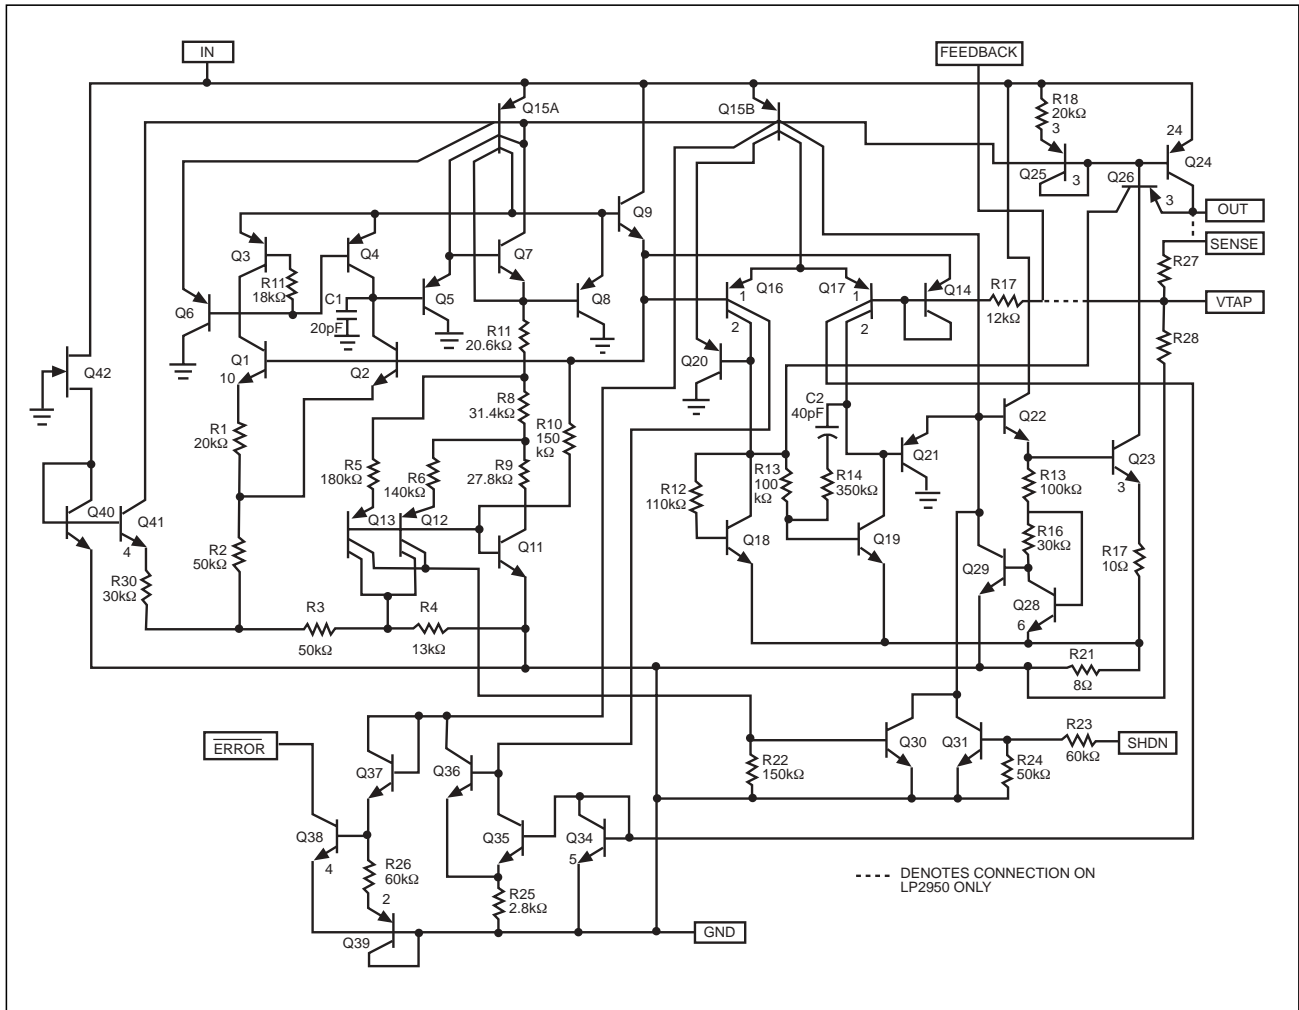 IN
FEEDBACK
Q15A
Q15B
R18
20kΩ
3
24
Q24
Q25
3
Q26
3
OUT
SENSE
R27
VTAP
R28
Q3
R11
18kΩ
Q4
C1
20pF
Q5
Q6
Q7
Q8
Q9
R11
20.6kΩ
Q16
1
2
Q17
1
2
Q14
R17
12kΩ
Q42
Q1
10
Q2
Q20
R1
20kΩ
R8
31.4kΩ
R10
150
kΩ
C2
40pF
Q22
R5
180kΩ
R6
140kΩ
R9
27.8kΩ
R12
110kΩ
R13
100
kΩ
R14
350kΩ
Q21
R13
100kΩ
Q23
3
Q40
Q41
4
Q13
Q12
Q11
Q18
Q19
R16
30kΩ
R17
10Ω
R30
30kΩ
R2
50kΩ
Q29
Q28
6
R3
50kΩ
R4
13kΩ
R21
8Ω
ERROR
Q37
Q36
R22
150kΩ
Q30
Q31
R23
60kΩ
SHDN
R24
50kΩ
Q38
4
Q35
Q34
5
R26
60kΩ
2
R25
2.8kΩ
Q39
GND
DENOTES CONNECTION ON
LP2950 ONLY